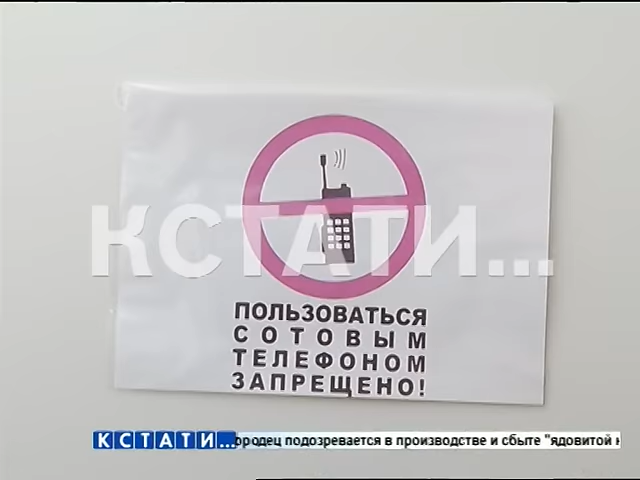 КСТАТИ...
ПОЛЬЗОВАТЬСЯ
СОТОВЫМ
ТЕЛЕФОНОМ
ЗАПРЕЩЕНО!
КСТАТИ... подозревается в производстве и сбыте "ядовитой